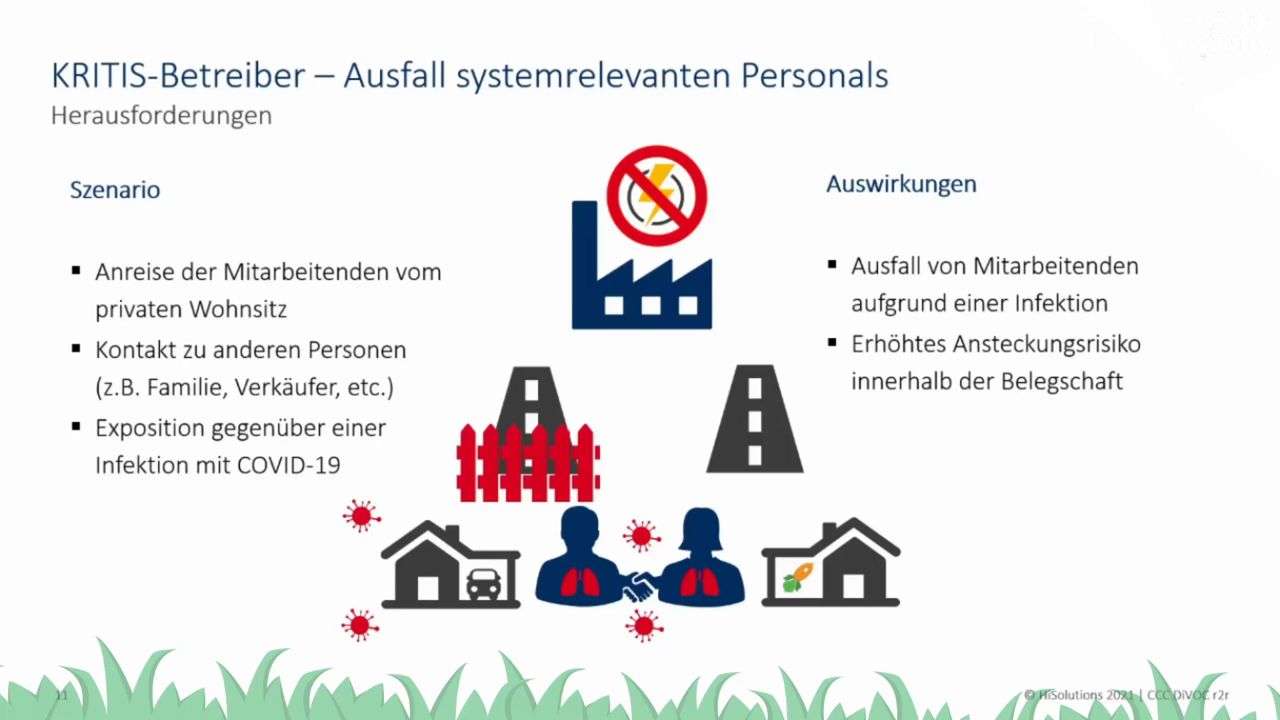 KRITIS-Betreiber – Ausfall systemrelevanten Personals
Herausforderungen
Szenario
▪ Anreise der Mitarbeitenden vom
privaten Wohnsitz
▪ Kontakt zu anderen Personen
(z.B. Familie, Verkäufer, etc.)
▪ Exposition gegenüber einer
Infektion mit COVID-19
Auswirkungen
▪ Ausfall von Mitarbeitenden
aufgrund einer Infektion
▪ Erhöhtes Ansteckungsrisiko
innerhalb der Belegschaft
11
© HiSolutions 2021 | CCC DiVOC r2r